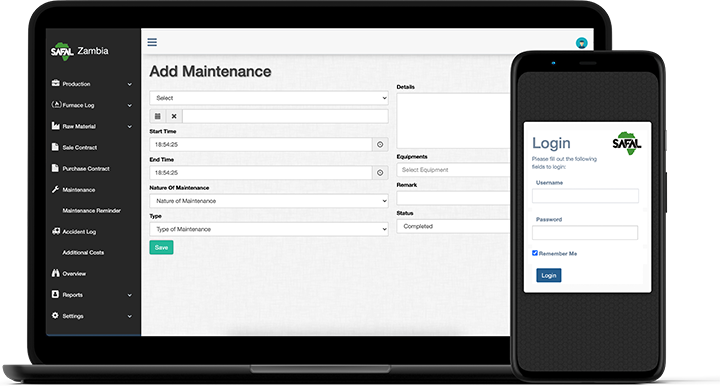 SAFAL Zambia
Production
Furnace Log
Raw Material
Sale Contract
Purchase Contract
Maintenance
Maintenance Reminder
Accident Log
Additional Costs
Overview
Reports
Settings
Add Maintenance
Select
Start Time
18:54:25
End Time
18:54:25
Nature Of Maintenance
Nature of Maintenance
Type
Type of Maintenance
Save
Details
Equipments
Select Equipment
Remark
Status
Completed
Login
SAFAL
Please fill out the following
fields to login:
Username
Password
Remember Me
Login